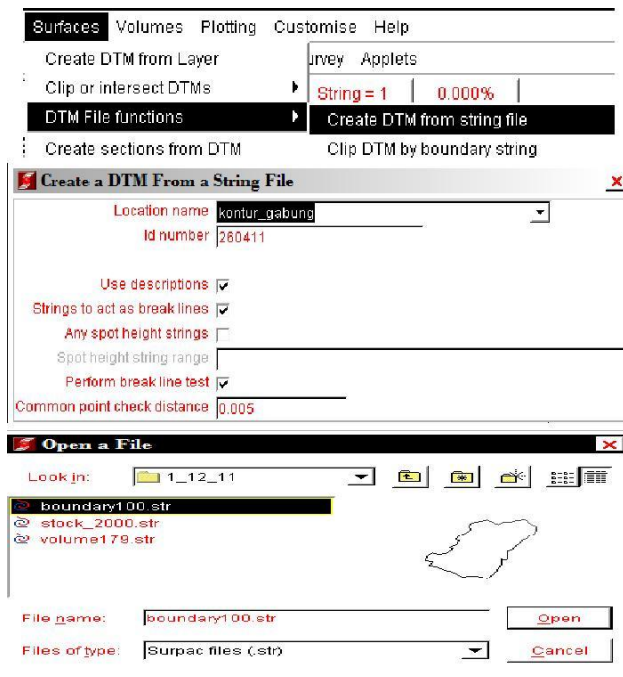 Surfaces Volumes Plotting Customise Help
Create DTM from Layer
urvey Applets
Clip or intersect DTMs
String = 1 0.000%
DTM File functions
Create DTM from string file
Create sections from DTM
Clip DTM by boundary string
Create a DTM From a String File
Location name kontur_gabung
Id number 260411
Use descriptions
Strings to act as break lines
Any spot height strings
Spot height string range
Perform break line test
Common point check distance 0.005
Open a File
Look in: 1_12_11
boundary100.str
stock_2000.str
volume179.str
File name: boundary100.str Open
Files of type: Surpac files (.str) Cancel